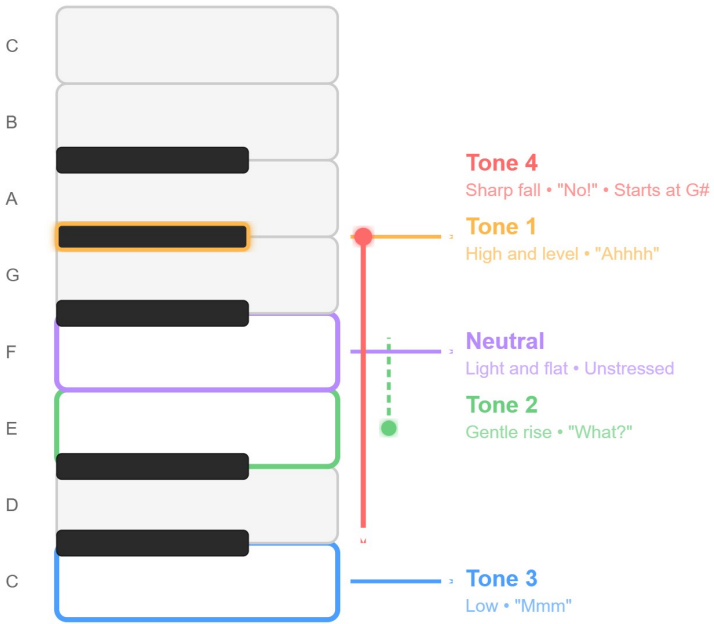 C
B
A
G
F
E
D
C
Tone 4
Sharp fall • "No!" • Starts at G#
Tone 1
High and level • "Ahhhh"
Neutral
Light and flat • Unstressed
Tone 2
Gentle rise • "What?"
Tone 3
Low • "Mmm"